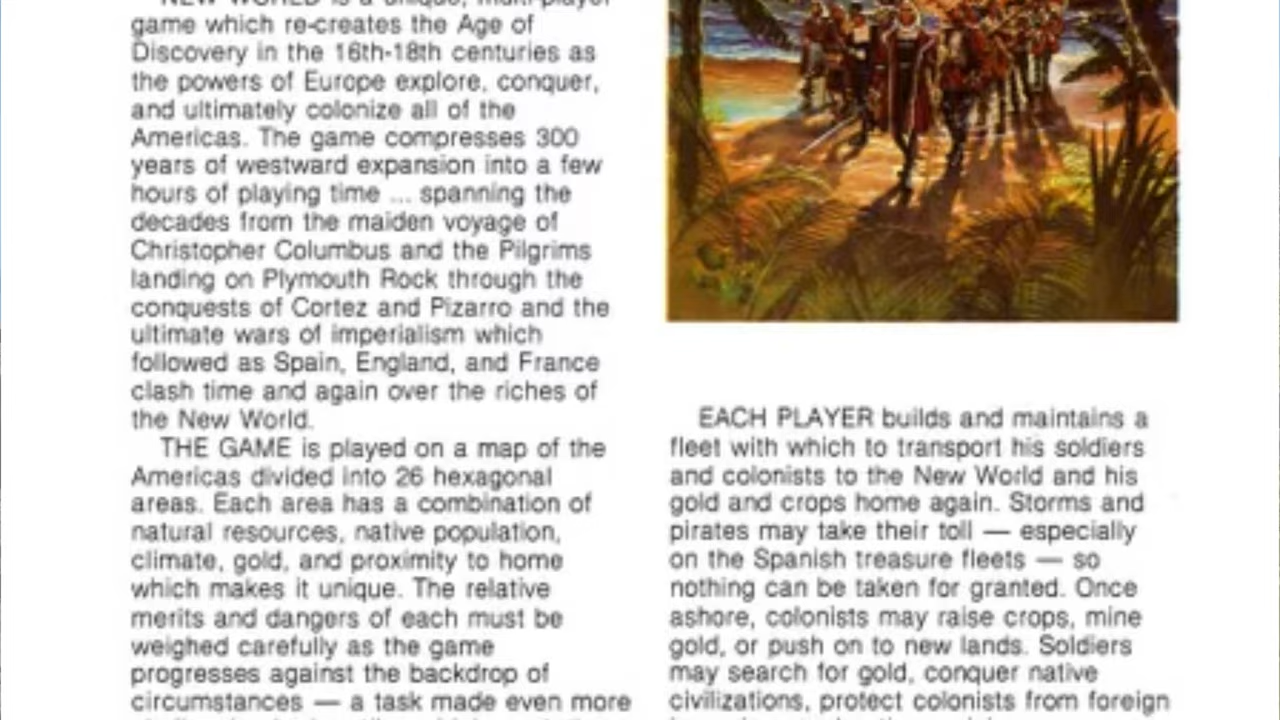 NEW WORLD is a unique, multi-player
game which re-creates the Age of
Discovery in the 16th-18th centuries as
the powers of Europe explore, conquer,
and ultimately colonize all of the
Americas. The game compresses 300
years of westward expansion into a few
hours of playing time ... spanning the
decades from the maiden voyage of
Christopher Columbus and the Pilgrims
landing on Plymouth Rock through the
conquests of Cortez and Pizarro and the
ultimate wars of imperialism which
followed as Spain, England, and France
clash time and again over the riches of
the New World.
THE GAME is played on a map of the
Americas divided into 26 hexagonal
areas. Each area has a combination of
natural resources, native population,
climate, gold, and proximity to home
which makes it unique. The relative
merits and dangers of each must be
weighed carefully as the game
progresses against the backdrop of
circumstances — a task made even more
EACH PLAYER builds and maintains a
fleet with which to transport his soldiers
and colonists to the New World and his
gold and crops home again. Storms and
pirates may take their toll — especially
on the Spanish treasure fleets — so
nothing can be taken for granted. Once
ashore, colonists may raise crops, mine
gold, or push on to new lands. Soldiers
may search for gold, conquer native
civilizations, protect colonists from foreign